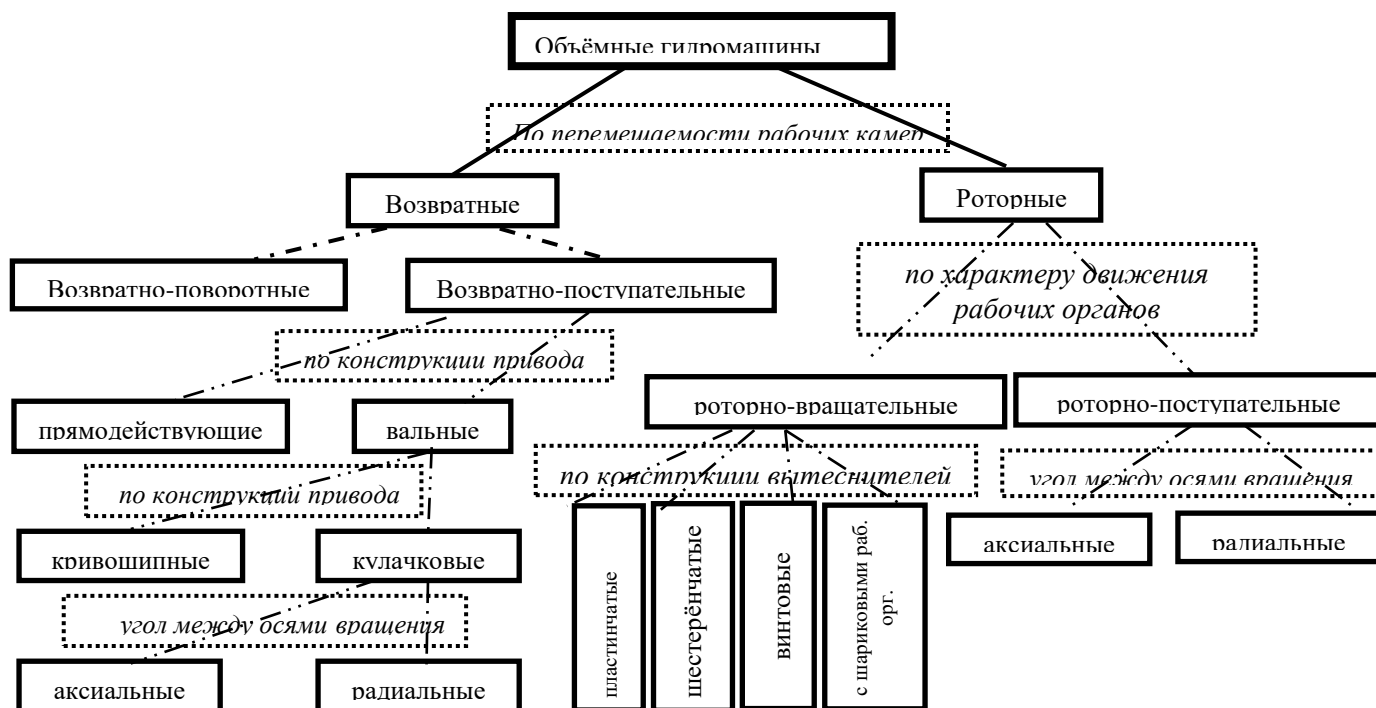 Объёмные гидромашины
По перемещаемости рабочих камер
Возвратные
Роторные
по характеру движения
рабочих органов
Возвратно-поворотные
Возвратно-поступательные
по конструкции привода
роторно-вращательные
роторно-поступательные
прямодействующие
вальные
по конструкции вытеснителей
угол между осями вращения
по конструкции привода
кривошипные
кулачковые
пластинчатые
шестерёнчатые
винтовые
с шариковыми раб.
орг.
аксиальные
радиальные
угол между осями вращения
аксиальные
радиальные